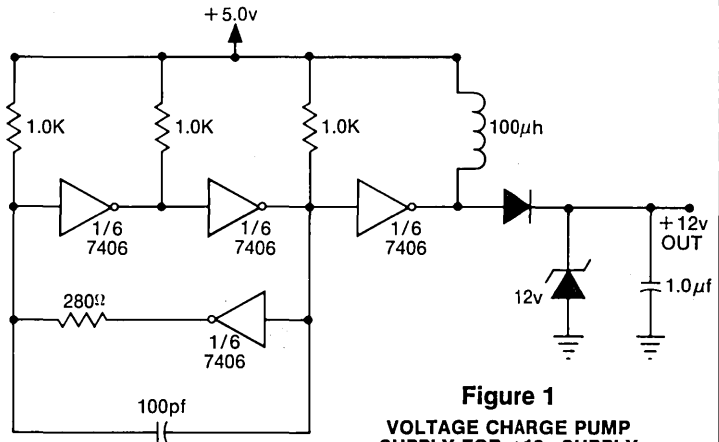 +5.0v
1.0K
1.0K
1.0K
100μh
1/6
7406
1/6
7406
1/6
7406
+12v
OUT
12v
1.0μf
280Ω
1/6
7406
100pf
Figure 1
VOLTAGE CHARGE PUMP